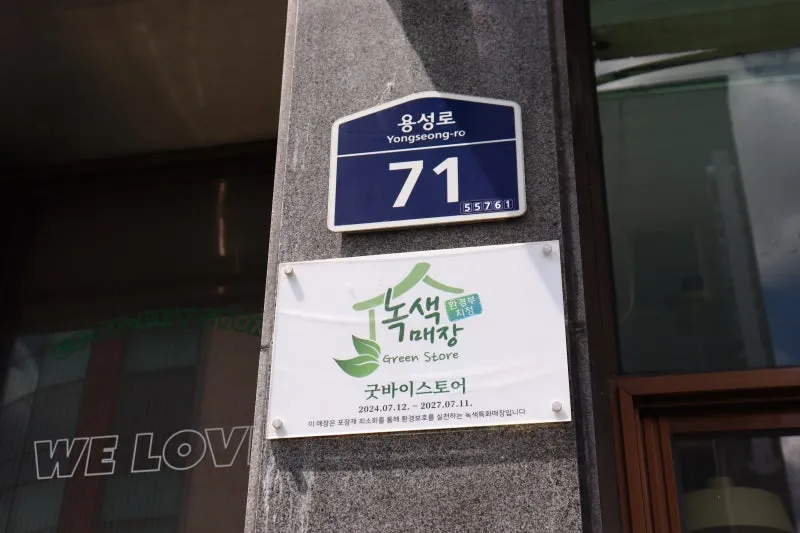 용성로
Yongseong-ro
71
55761
녹색
매장
환경부
지정
Green Store
굿바이스토어
2024.07.12. ~ 2027.07.11.
이 매장은 포장재 최소화를 통해 환경보호를 실천하는 녹색특화매장입니다
WE LOVE